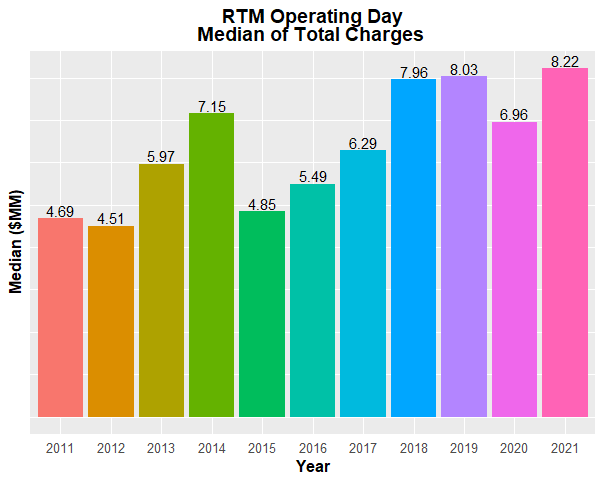 RTM Operating Day
Median of Total Charges
Median ($MM)
4.69
4.51
5.97
7.15
4.85
5.49
6.29
7.96
8.03
6.96
8.22
2011 2012 2013 2014 2015 2016 2017 2018 2019 2020 2021
Year